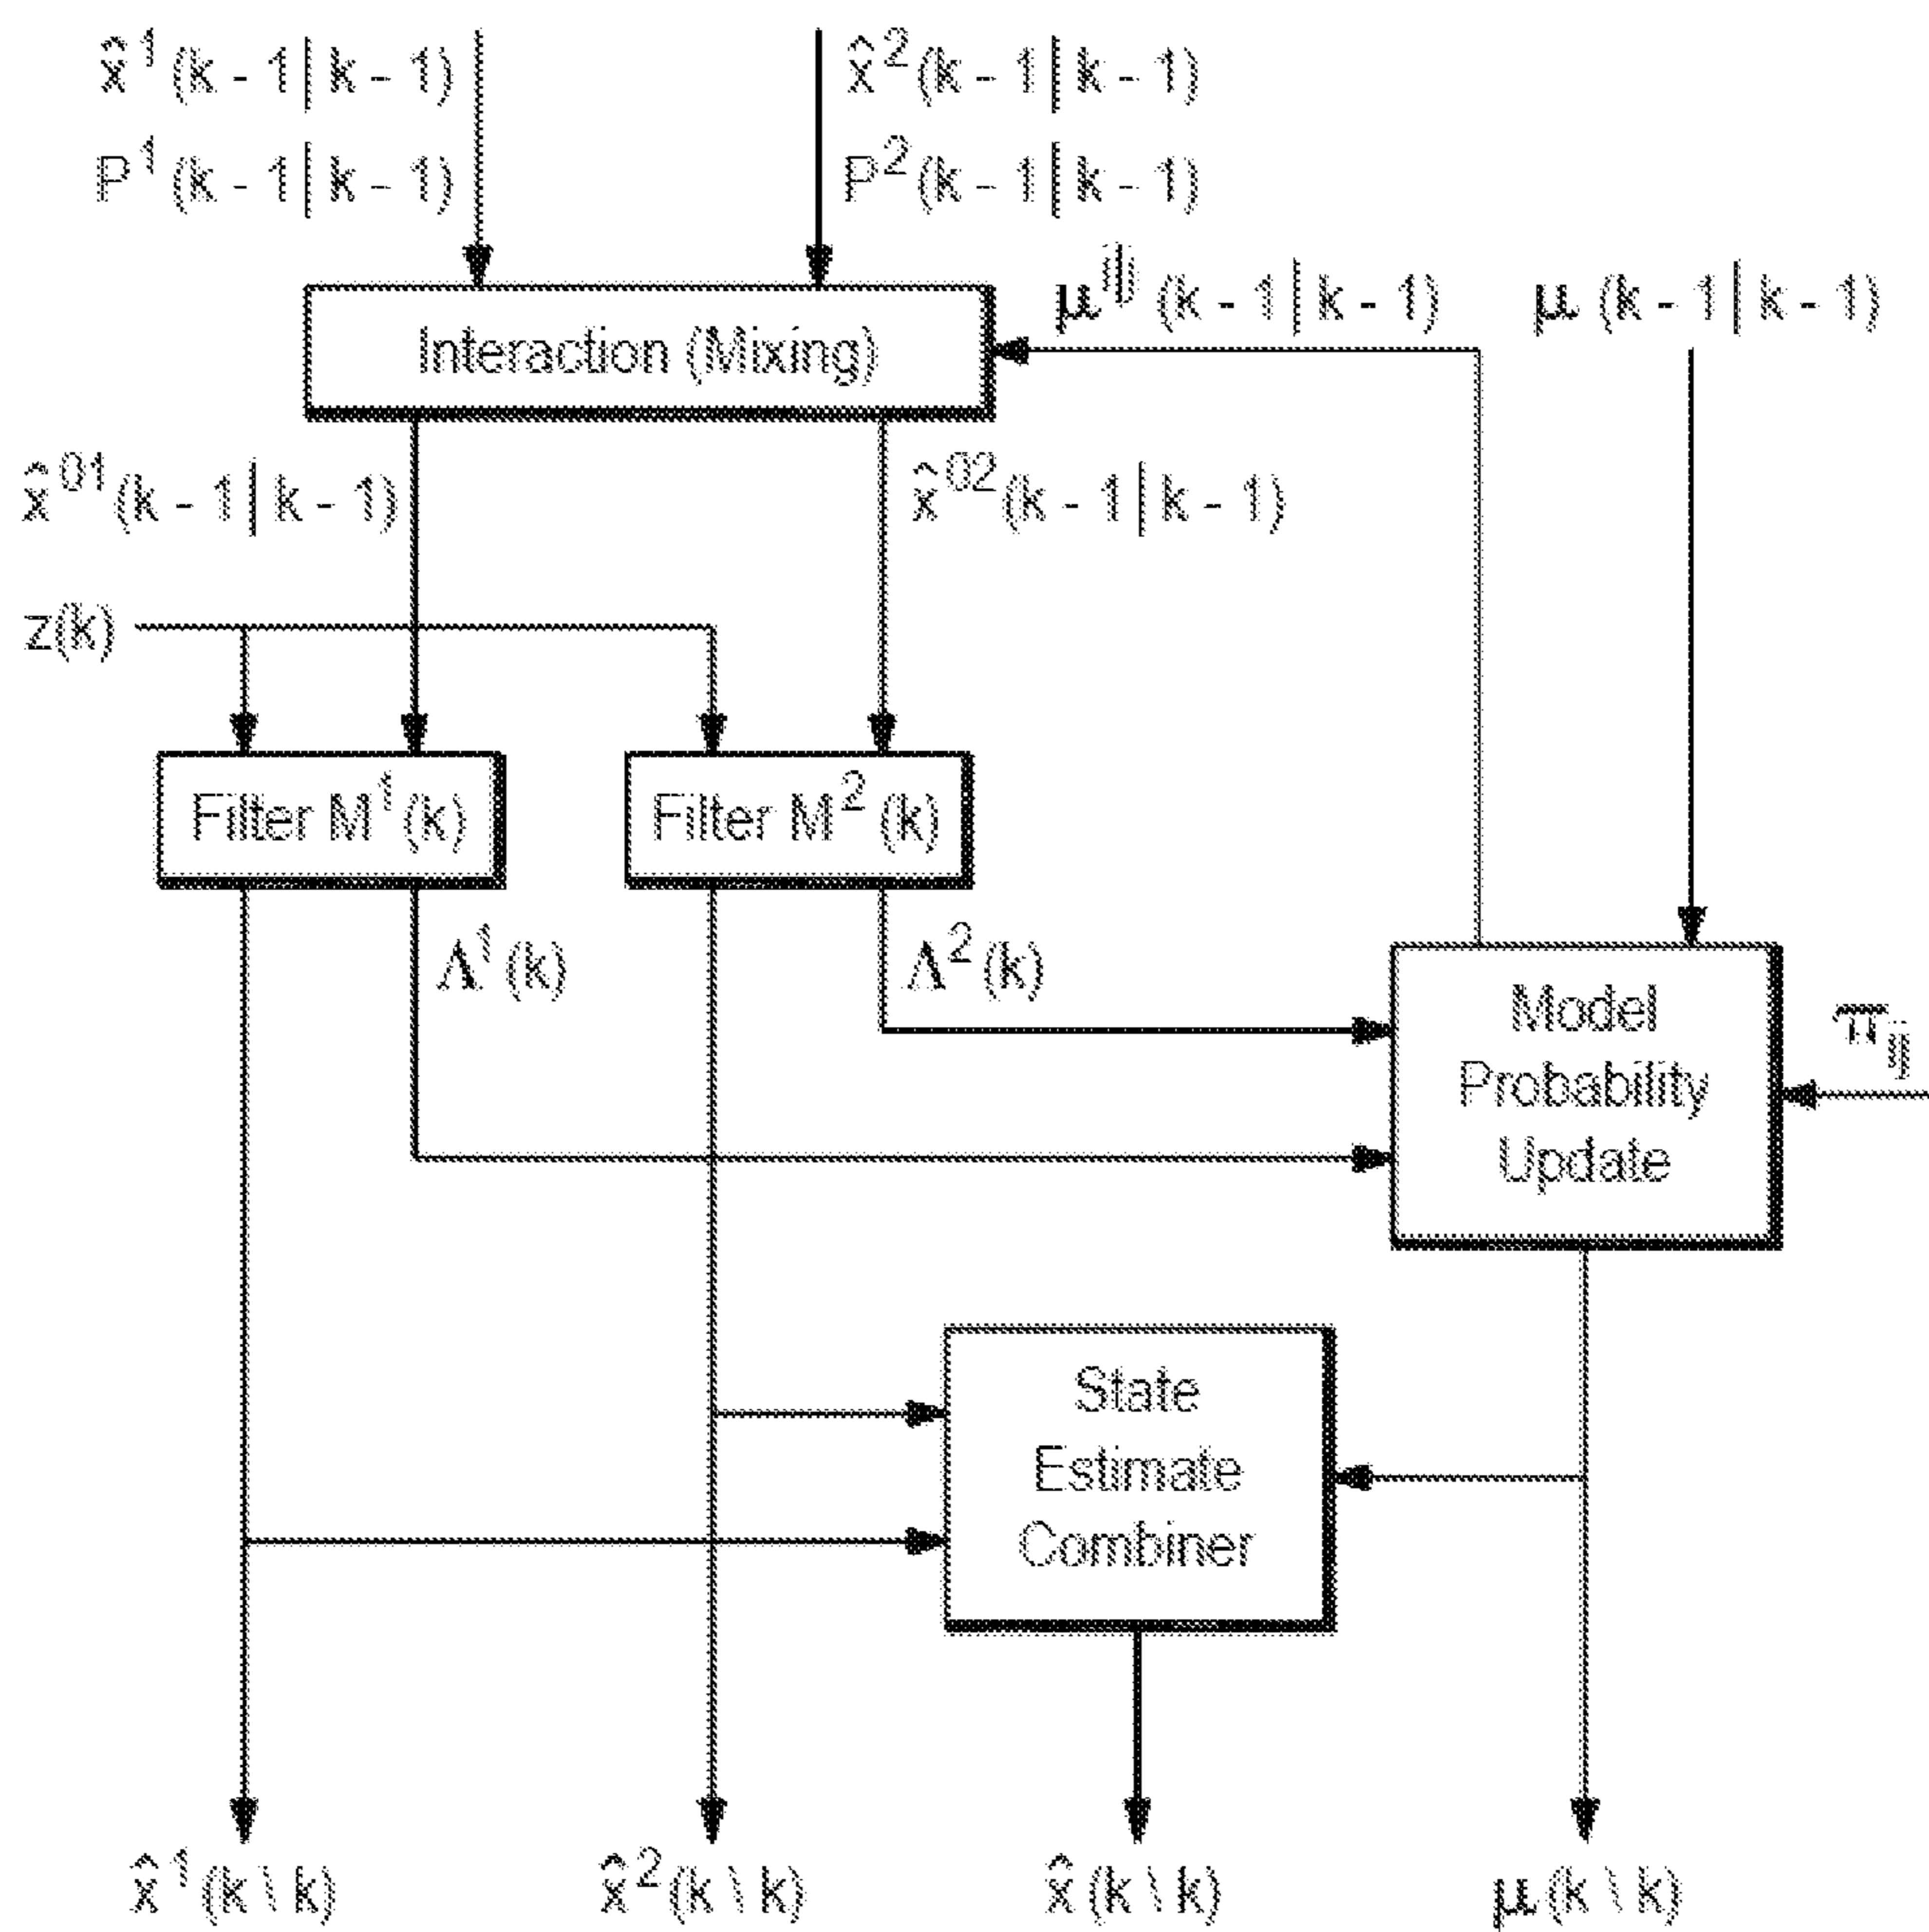 x̂¹(k - 1 | k - 1)
x̂²(k - 1 | k - 1)
P¹(k - 1 | k - 1)
P²(k - 1 | k - 1)
μ^{i|j}(k - 1 | k - 1)
μ(k - 1 | k - 1)
Interaction (Mixing)
x̂⁰¹(k - 1 | k - 1)
x̂⁰²(k - 1 | k - 1)
z(k)
Filter M¹(k)
Filter M²(k)
Λ¹(k)
Λ²(k)
Model
Probability
Update
π_{ij}
State
Estimate
Combiner
x̂¹(k \ k)
x̂²(k \ k)
x̂(k \ k)
μ(k \ k)